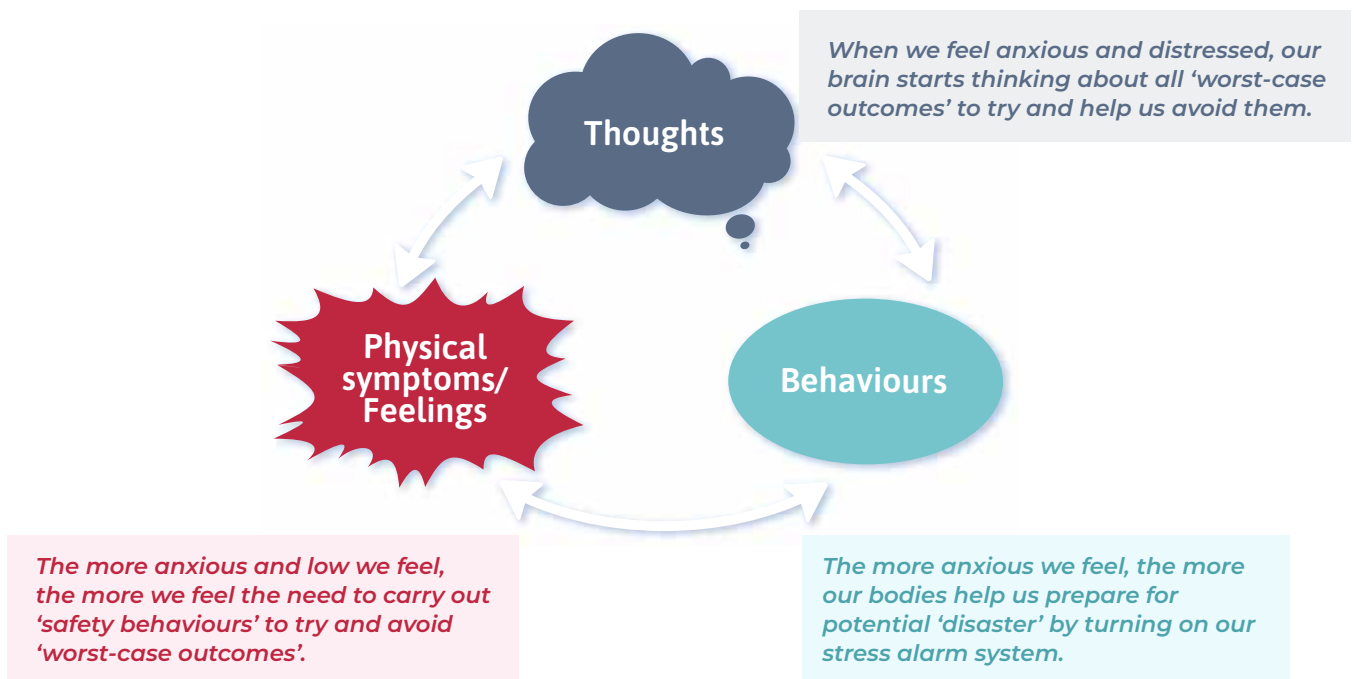 When we feel anxious and distressed, our
brain starts thinking about all ‘worst-case
outcomes’ to try and help us avoid them.
Thoughts
Physical
symptoms/
Feelings
Behaviours
The more anxious and low we feel,
the more we feel the need to carry out
‘safety behaviours’ to try and avoid
‘worst-case outcomes’.
The more anxious we feel, the more
our bodies help us prepare for
potential ‘disaster’ by turning on our
stress alarm system.